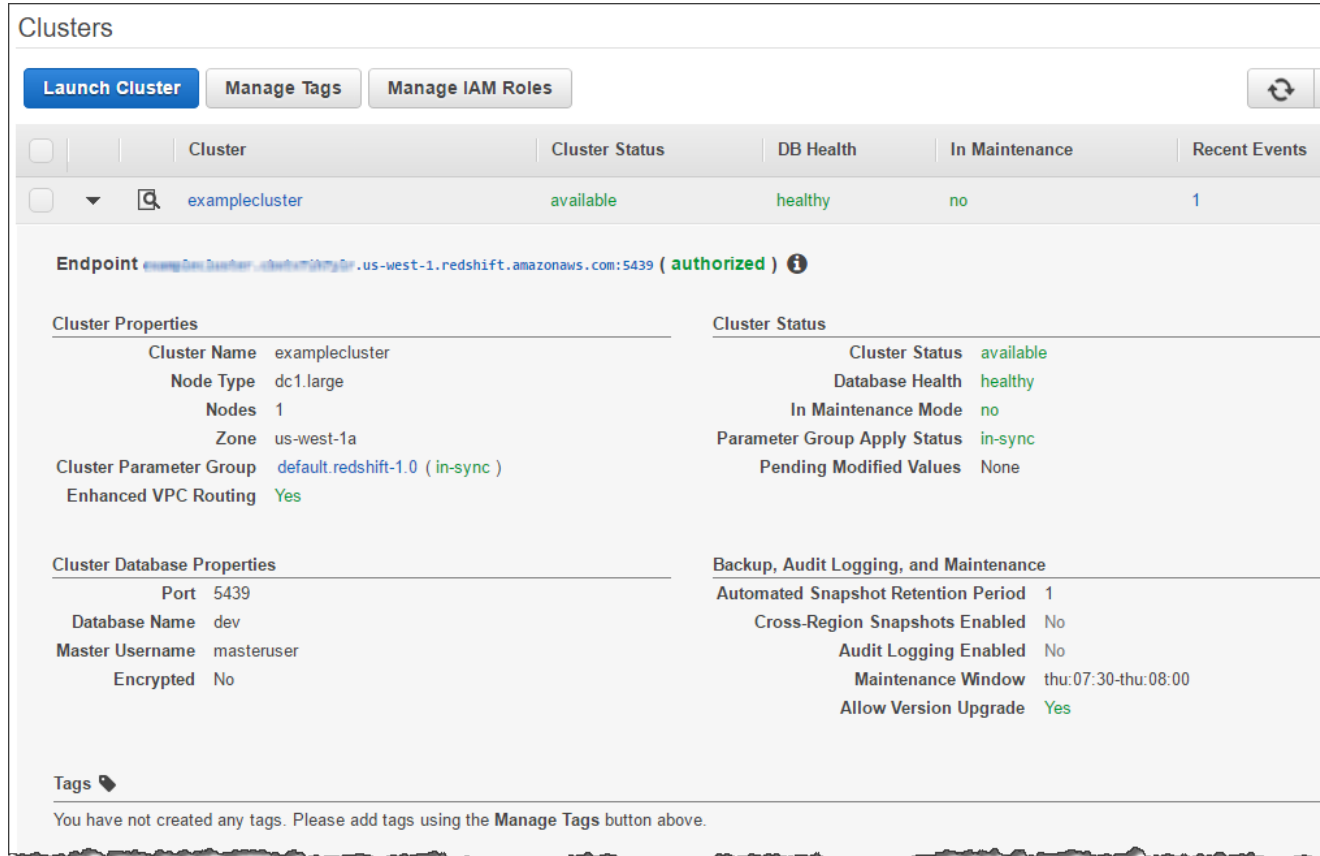 Clusters
Launch Cluster Manage Tags Manage IAM Roles
Cluster Cluster Status DB Health In Maintenance Recent Events
examplecluster available healthy no 1
Endpoint .us-west-1.redshift.amazonaws.com:5439 ( authorized )
Cluster Properties
Cluster Name examplecluster
Node Type dc1.large
Nodes 1
Zone us-west-1a
Cluster Parameter Group default.redshift-1.0 ( in-sync )
Enhanced VPC Routing Yes
Cluster Status
Cluster Status available
Database Health healthy
In Maintenance Mode no
Parameter Group Apply Status in-sync
Pending Modified Values None
Cluster Database Properties
Port 5439
Database Name dev
Master Username masteruser
Encrypted No
Backup, Audit Logging, and Maintenance
Automated Snapshot Retention Period 1
Cross-Region Snapshots Enabled No
Audit Logging Enabled No
Maintenance Window thu:07:30-thu:08:00
Allow Version Upgrade Yes
Tags
You have not created any tags. Please add tags using the Manage Tags button above.